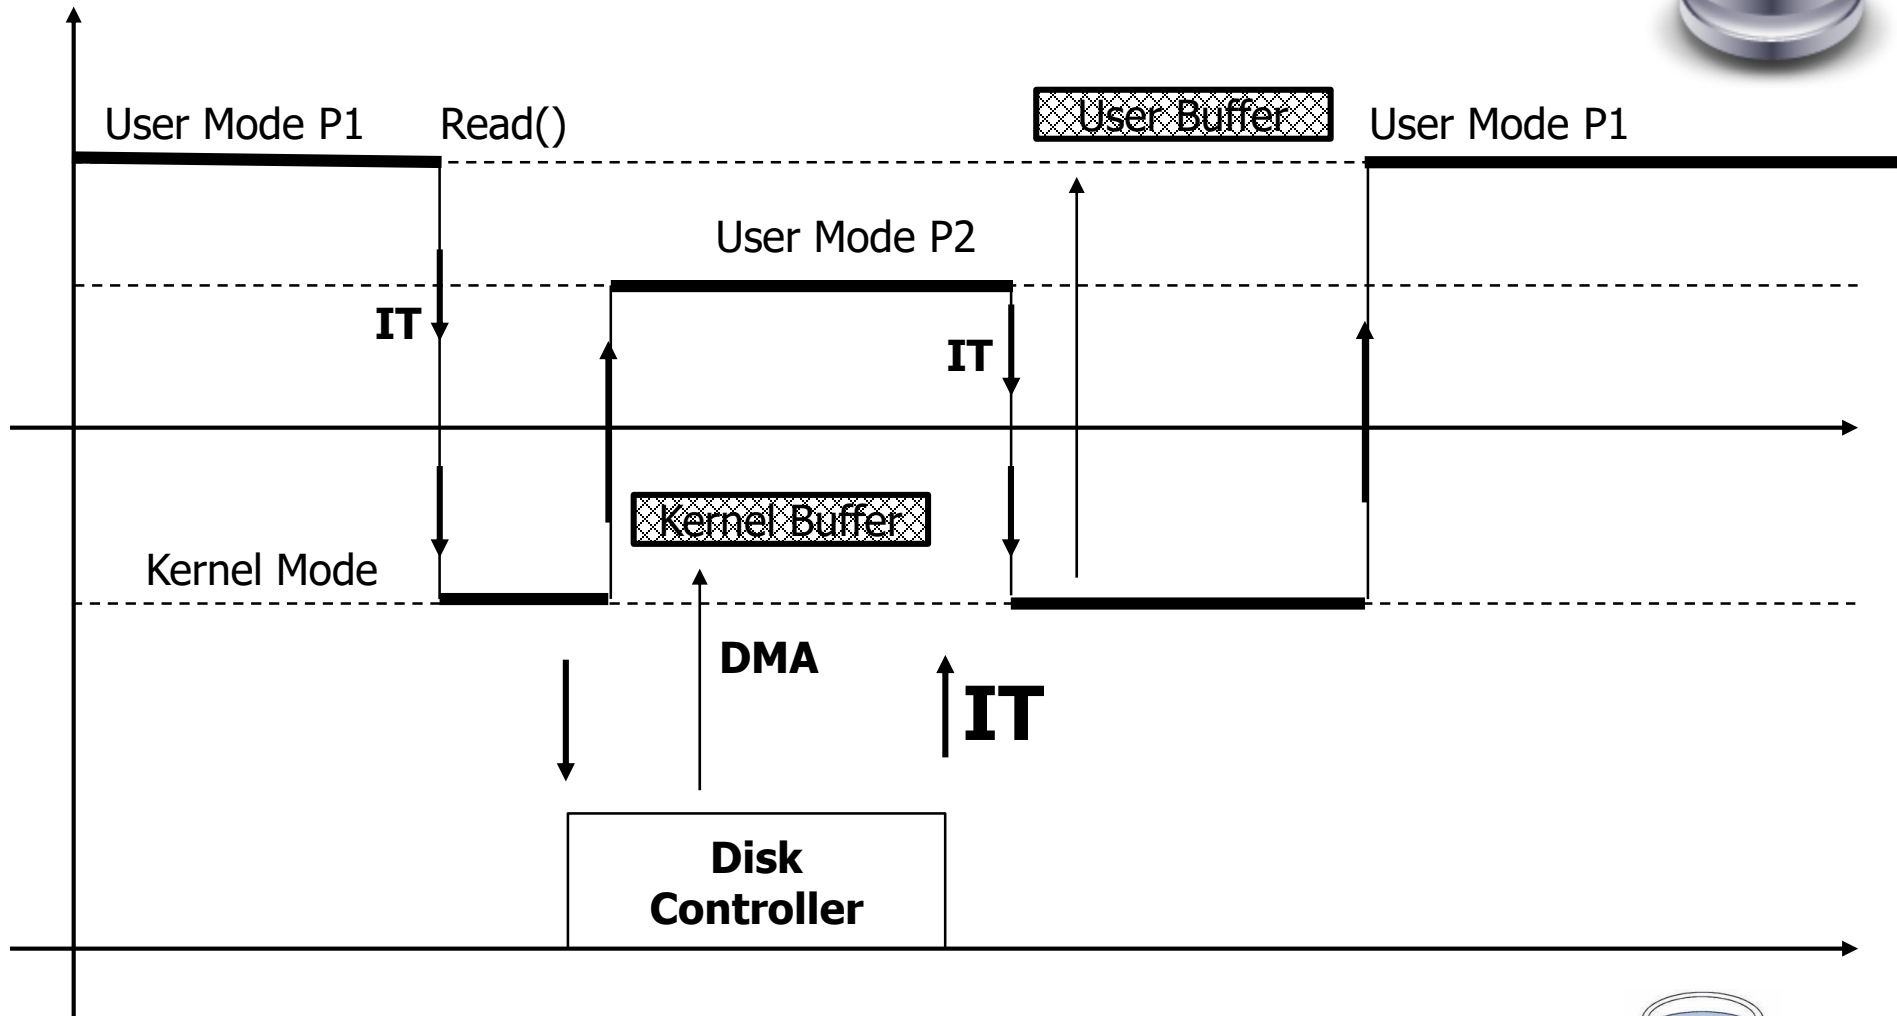 User Mode P1
Read()
User Buffer
User Mode P1
User Mode P2
IT
IT
Kernel Buffer
Kernel Mode
DMA
IT
Disk
Controller